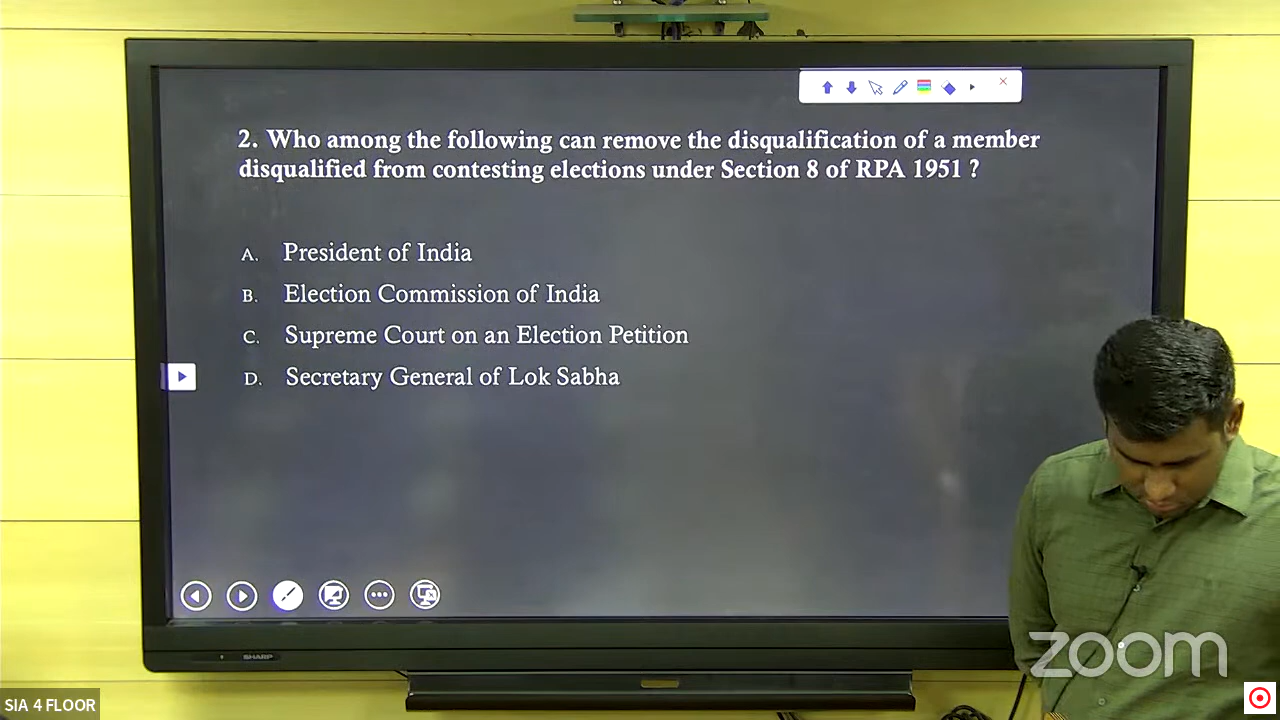 2. Who among the following can remove the disqualification of a member
disqualified from contesting elections under Section 8 of RPA 1951 ?
A. President of India
B. Election Commission of India
C. Supreme Court on an Election Petition
D. Secretary General of Lok Sabha
SHARP
zoom
SIA 4 FLOOR